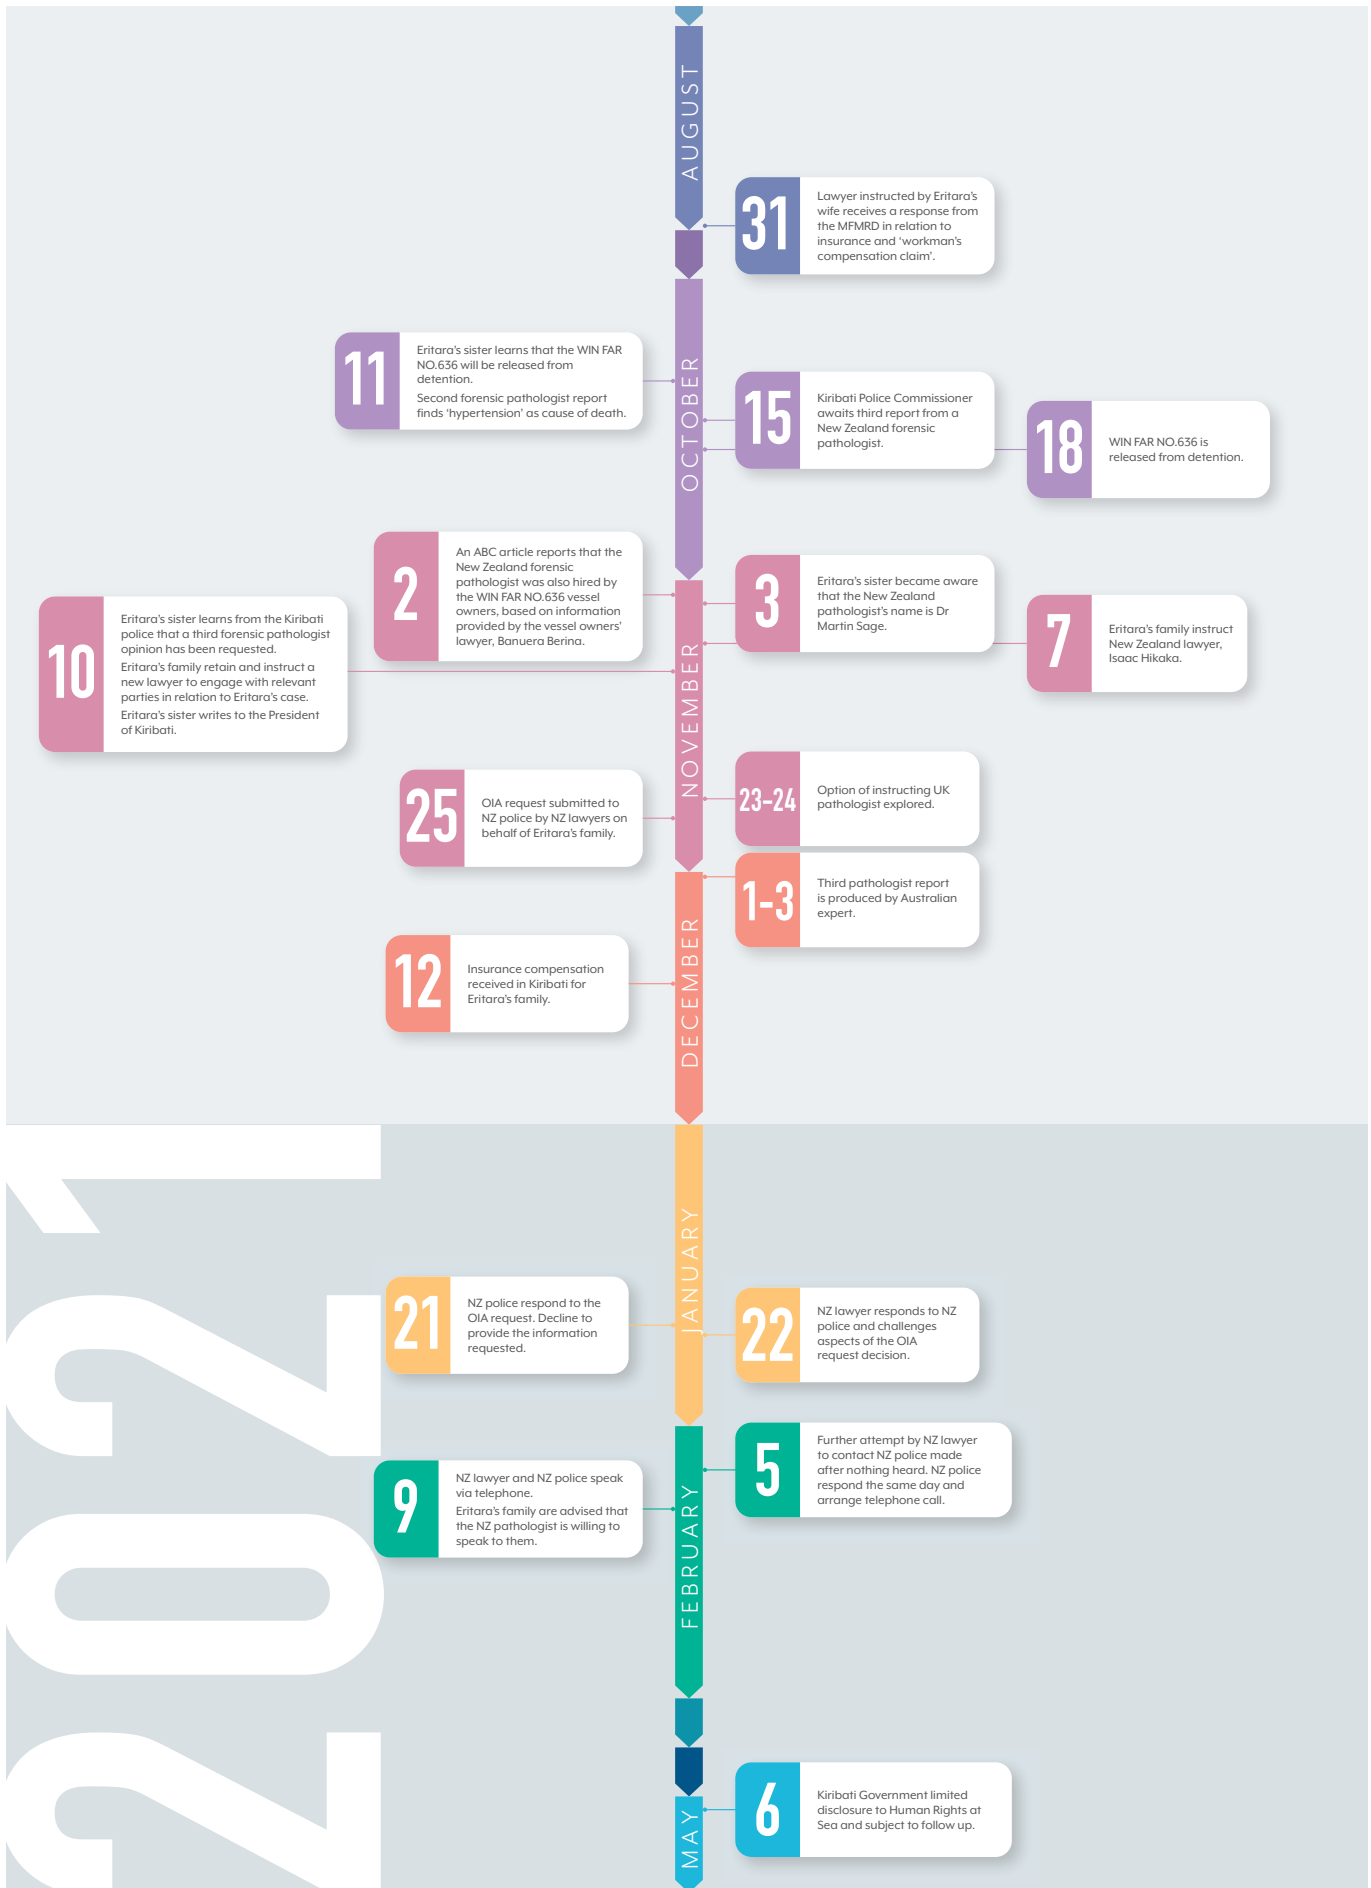 AUGUST
31
Lawyer instructed by Eritara's
wife receives a response from
the MFMRD in relation to
insurance and 'workman's
compensation claim'.
OCTOBER
11
Eritara's sister learns that the WIN FAR
NO.636 will be released from
detention.
Second forensic pathologist report
finds 'hypertension' as cause of death.
15
Kiribati Police Commissioner
awaits third report from a
New Zealand forensic
pathologist.
18
WIN FAR NO.636 is
released from detention.
NOVEMBER
2
An ABC article reports that the
New Zealand forensic
pathologist was also hired by
the WIN FAR NO.636 vessel
owners, based on information
provided by the vessel owners'
lawyer, Banuera Berina.
3
Eritara's sister became aware
that the New Zealand
pathologist's name is Dr
Martin Sage.
7
Eritara's family instruct
New Zealand lawyer,
Isaac Hikaka.
10
Eritara's sister learns from the Kiribati
police that a third forensic pathologist
opinion has been requested.
Eritara's family retain and instruct a
new lawyer to engage with relevant
parties in relation to Eritara's case.
Eritara's sister writes to the President
of Kiribati.
23-24
Option of instructing UK
pathologist explored.
25
OIA request submitted to
NZ police by NZ lawyers on
behalf of Eritara's family.
DECEMBER
1-3
Third pathologist report
is produced by Australian
expert.
12
Insurance compensation
received in Kiribati for
Eritara's family.
2021
JANUARY
21
NZ police respond to the
OIA request. Decline to
provide the information
requested.
22
NZ lawyer responds to NZ
police and challenges
aspects of the OIA
request decision.
FEBRUARY
5
Further attempt by NZ lawyer
to contact NZ police made
after nothing heard. NZ police
respond the same day and
arrange telephone call.
9
NZ lawyer and NZ police speak
via telephone.
Eritara's family are advised that
the NZ pathologist is willing to
speak to them.
MAY
6
Kiribati Government limited
disclosure to Human Rights at
Sea and subject to follow up.